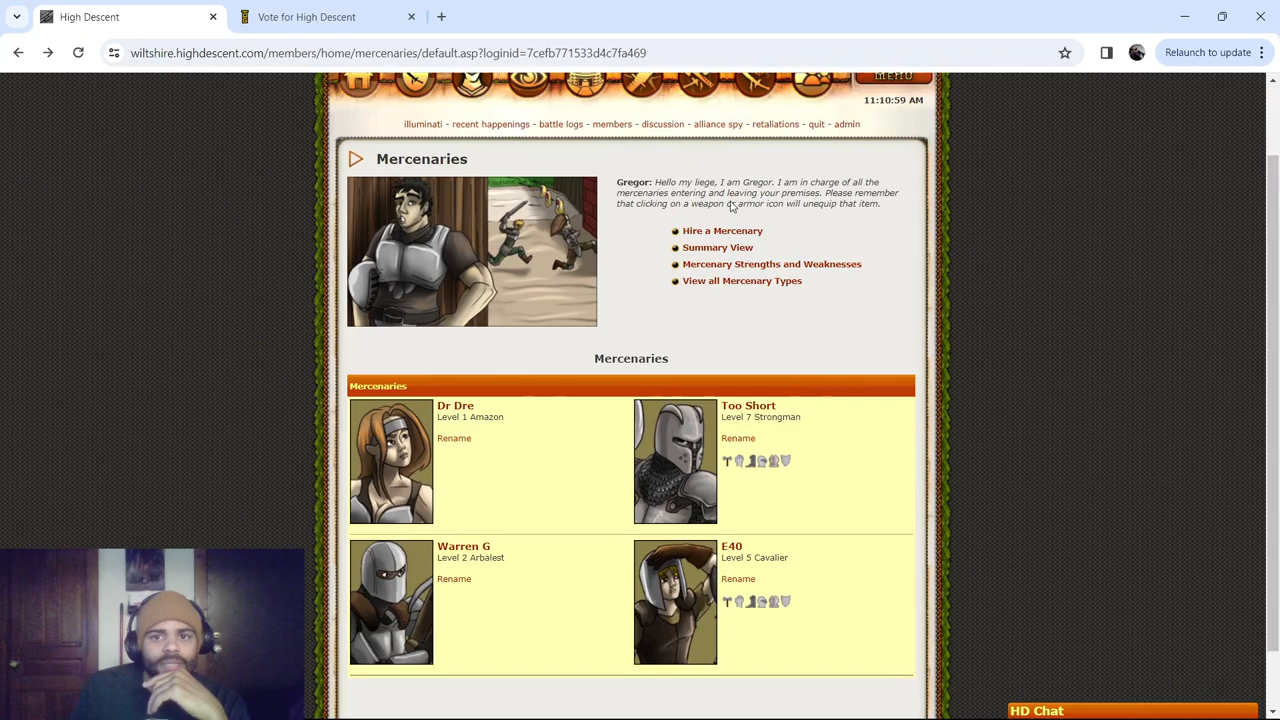 High Descent
Vote for High Descent
wiltshire.highdescent.com/members/home/mercenaries/default.asp?loginid=7cefb771533d4c7fa469
Relaunch to update
MENU
11:10:59 AM
illuminati - recent happenings - battle logs - members - discussion - alliance spy - retaliations - quit - admin
Mercenaries
Gregor: Hello my liege, I am Gregor. I am in charge of all the
mercenaries entering and leaving your premises. Please remember
that clicking on a weapon or armor icon will unequip that item.
Hire a Mercenary
Summary View
Mercenary Strengths and Weaknesses
View all Mercenary Types
Mercenaries
Mercenaries
Dr Dre
Level 1 Amazon
Rename
Too Short
Level 7 Strongman
Rename
Warren G
Level 2 Arbalest
Rename
E40
Level 5 Cavalier
Rename
HD Chat